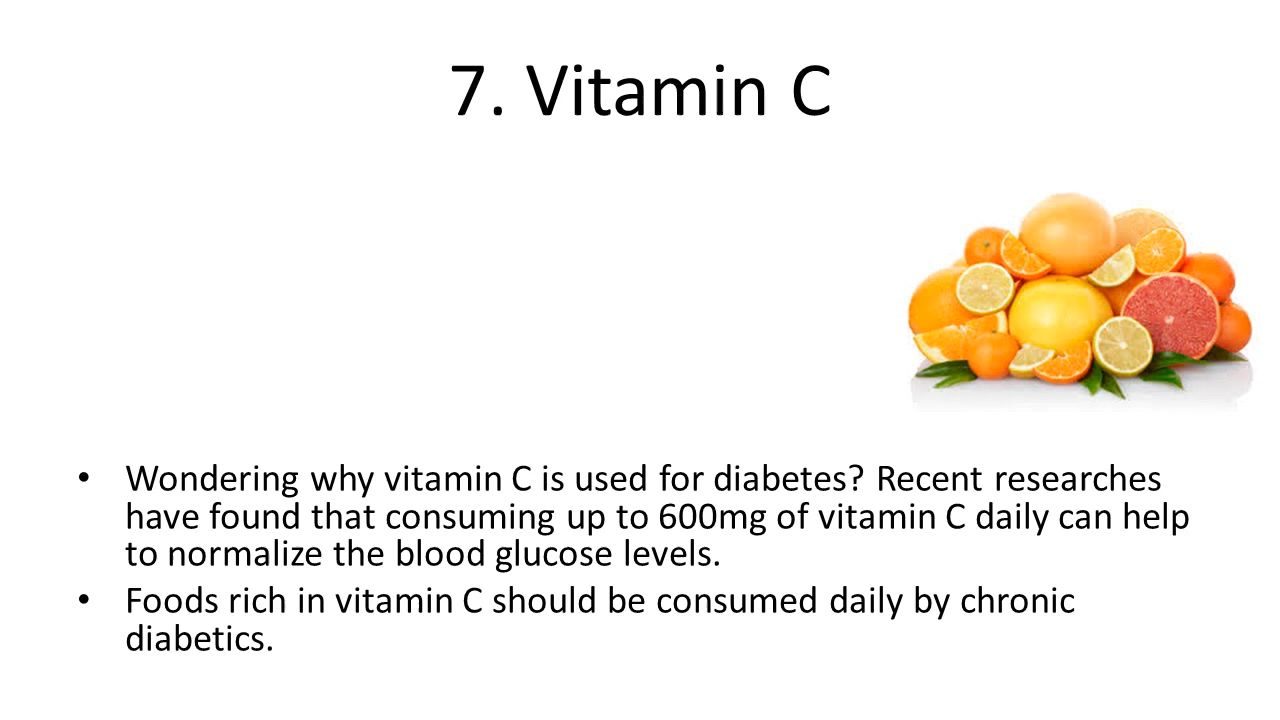 7. Vitamin C
• Wondering why vitamin C is used for diabetes? Recent researches
have found that consuming up to 600mg of vitamin C daily can help
to normalize the blood glucose levels.
• Foods rich in vitamin C should be consumed daily by chronic
diabetics.